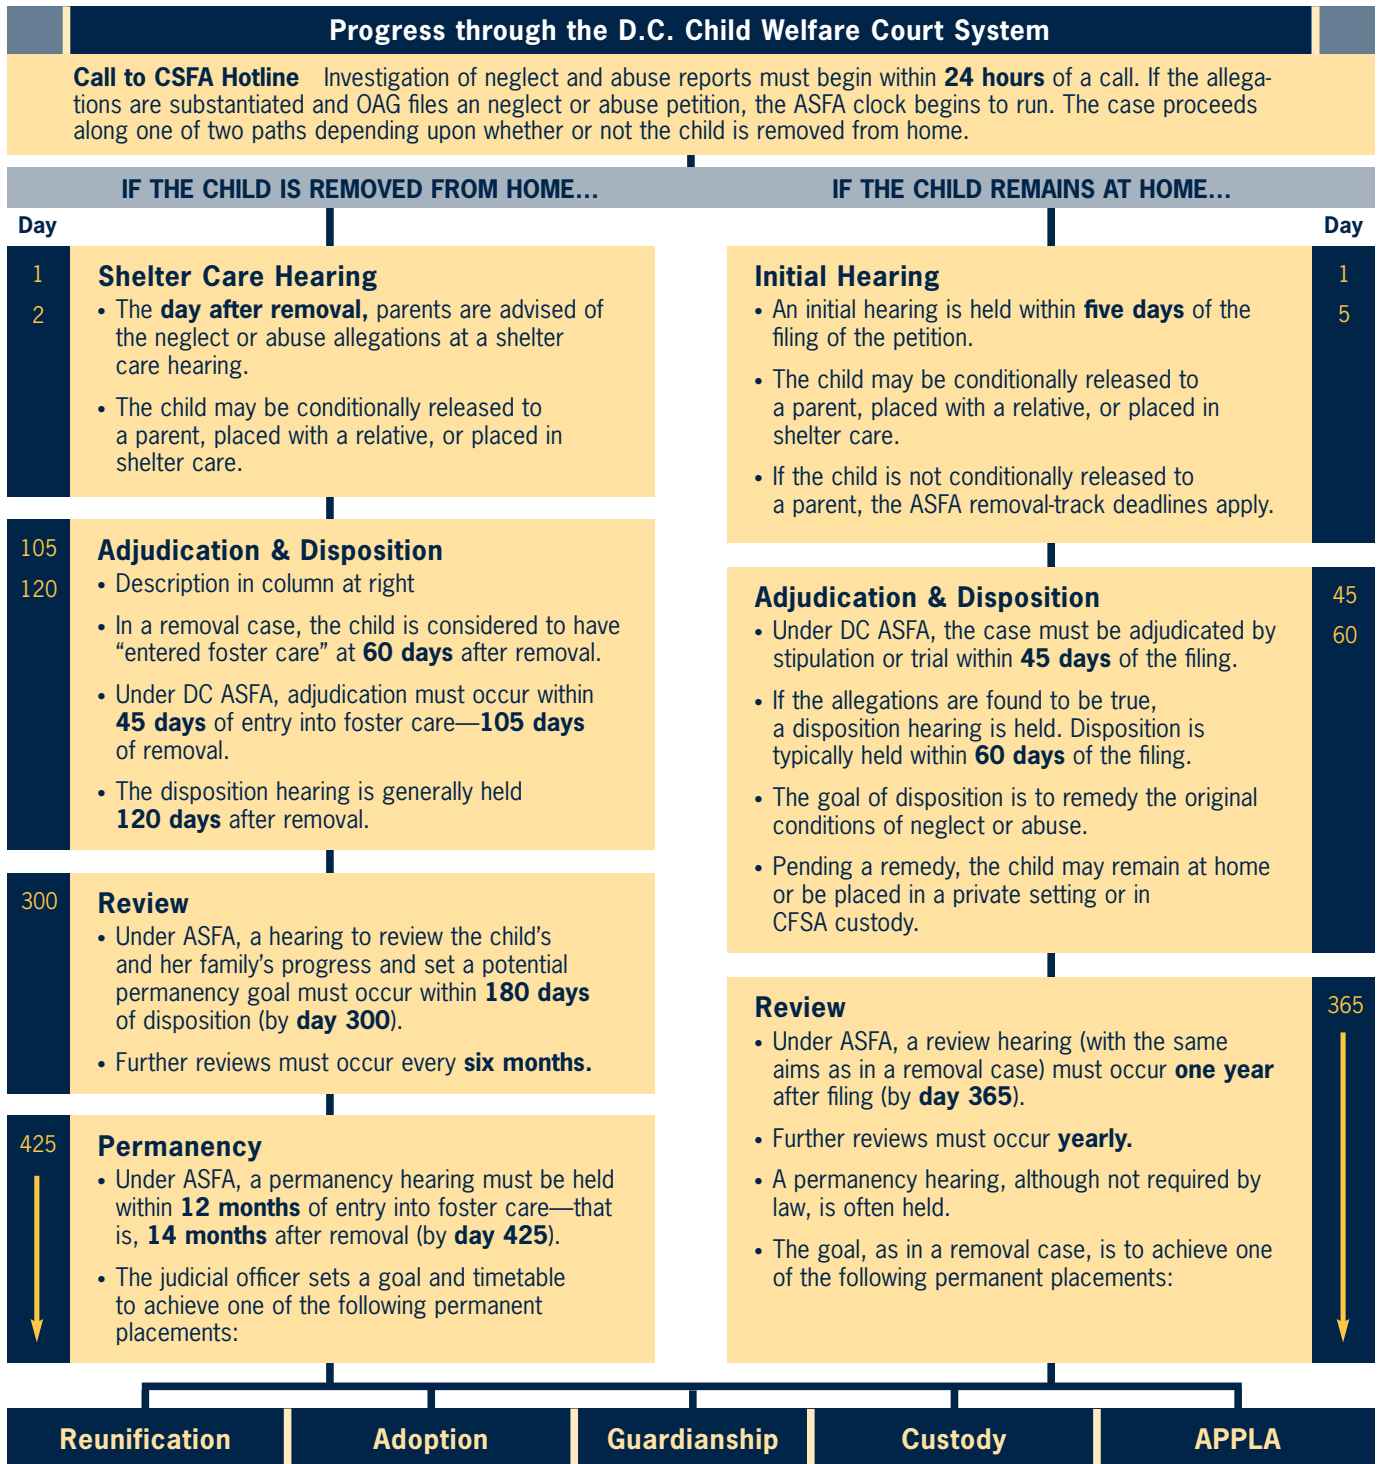 Progress through the D.C. Child Welfare Court System
Call to CSFA Hotline Investigation of neglect and abuse reports must begin within 24 hours of a call. If the allega-
tions are substantiated and OAG files an neglect or abuse petition, the ASFA clock begins to run. The case proceeds
along one of two paths depending upon whether or not the child is removed from home.
IF THE CHILD IS REMOVED FROM HOME...
Day
1
2
Shelter Care Hearing
• The day after removal, parents are advised of
the neglect or abuse allegations at a shelter
care hearing.
• The child may be conditionally released to
a parent, placed with a relative, or placed in
shelter care.
105
120
Adjudication & Disposition
• Description in column at right
• In a removal case, the child is considered to have
“entered foster care” at 60 days after removal.
• Under DC ASFA, adjudication must occur within
45 days of entry into foster care—105 days
of removal.
• The disposition hearing is generally held
120 days after removal.
300
Review
• Under ASFA, a hearing to review the child’s
and her family’s progress and set a potential
permanency goal must occur within 180 days
of disposition (by day 300).
• Further reviews must occur every six months.
425
Permanency
• Under ASFA, a permanency hearing must be held
within 12 months of entry into foster care—that
is, 14 months after removal (by day 425).
• The judicial officer sets a goal and timetable
to achieve one of the following permanent
placements:
IF THE CHILD REMAINS AT HOME...
Day
1
5
Initial Hearing
• An initial hearing is held within five days of the
filing of the petition.
• The child may be conditionally released to
a parent, placed with a relative, or placed in
shelter care.
• If the child is not conditionally released to
a parent, the ASFA removal-track deadlines apply.
45
60
Adjudication & Disposition
• Under DC ASFA, the case must be adjudicated by
stipulation or trial within 45 days of the filing.
• If the allegations are found to be true,
a disposition hearing is held. Disposition is
typically held within 60 days of the filing.
• The goal of disposition is to remedy the original
conditions of neglect or abuse.
• Pending a remedy, the child may remain at home
or be placed in a private setting or in
CFSA custody.
365
Review
• Under ASFA, a review hearing (with the same
aims as in a removal case) must occur one year
after filing (by day 365).
• Further reviews must occur yearly.
• A permanency hearing, although not required by
law, is often held.
• The goal, as in a removal case, is to achieve one
of the following permanent placements:
Reunification
Adoption
Guardianship
Custody
APPLA